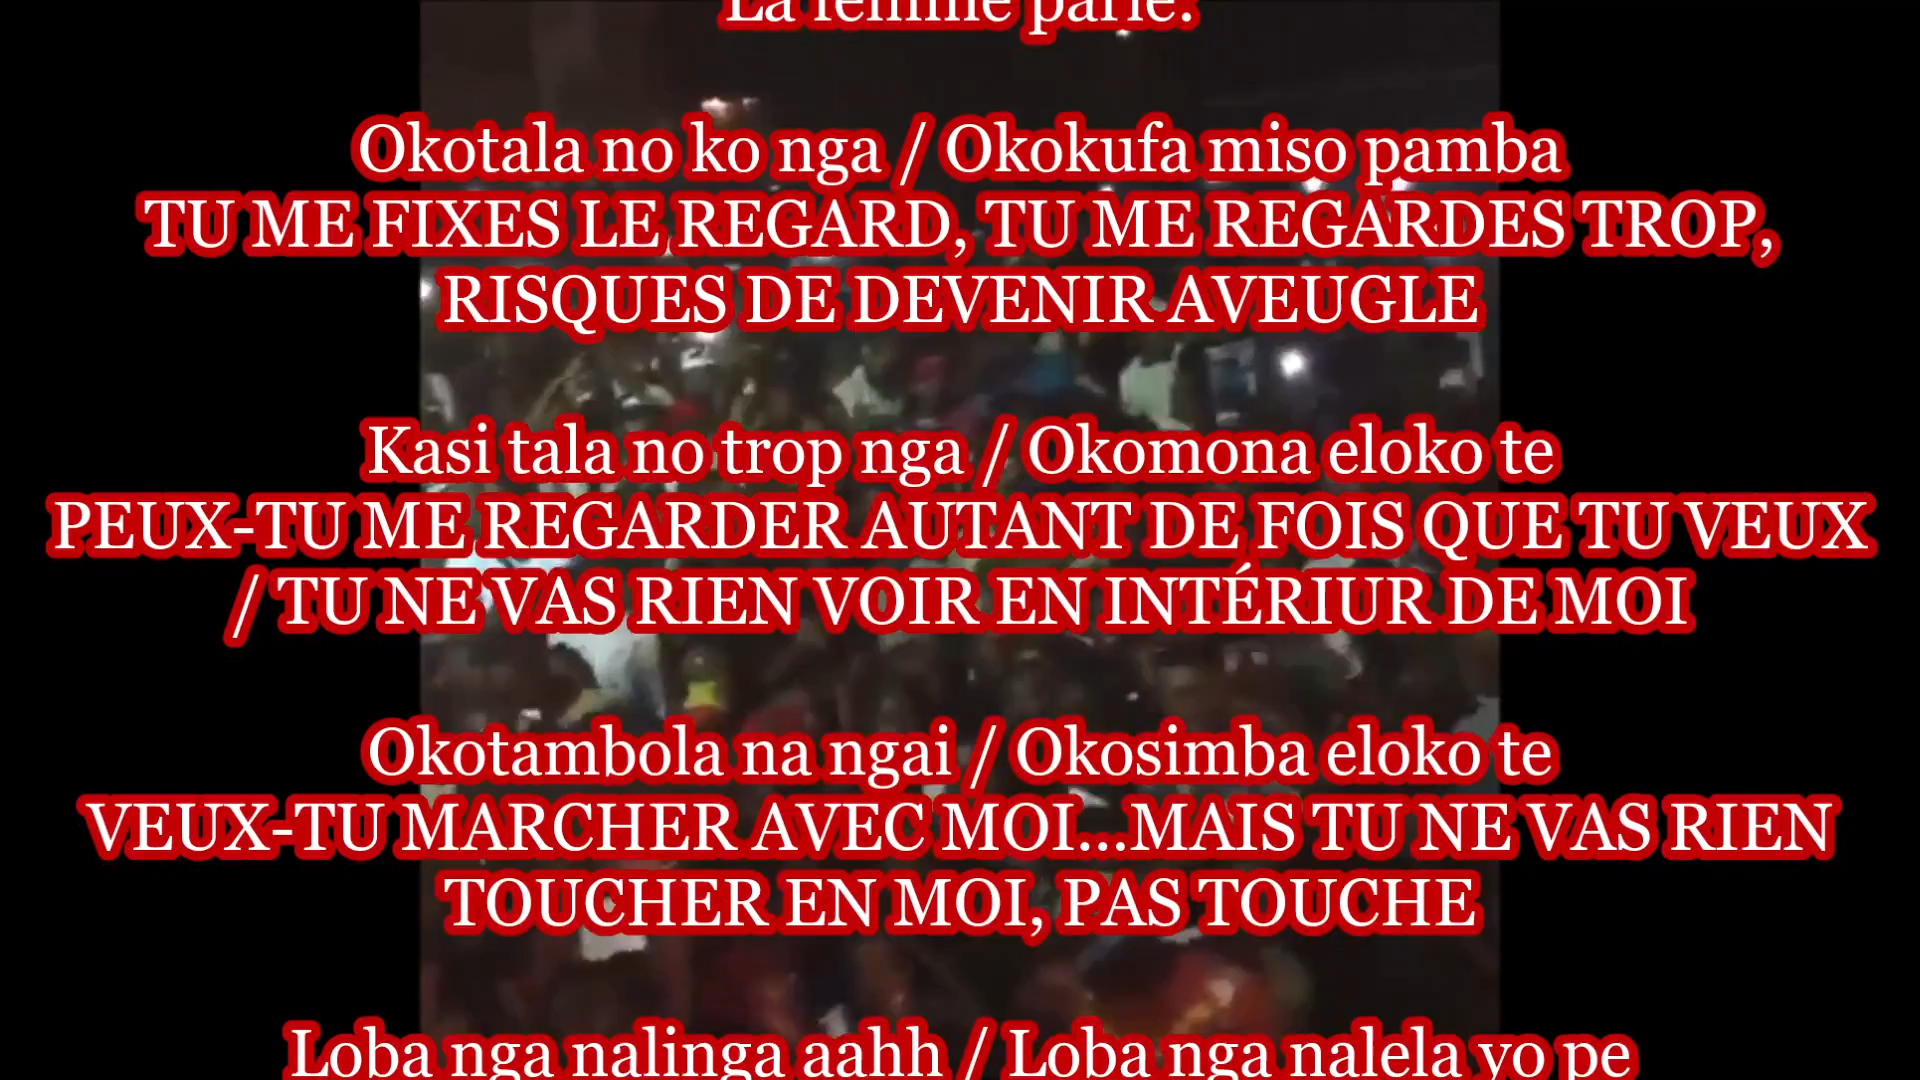 La femme parle:
Okotala no ko nga / Okokufa miso pamba
TU ME FIXES LE REGARD, TU ME REGARDES TROP,
RISQUES DE DEVENIR AVEUGLE
Kasi tala no trop nga / Okomona eloko te
PEUX-TU ME REGARDER AUTANT DE FOIS QUE TU VEUX
/ TU NE VAS RIEN VOIR EN INTÉRIUR DE MOI
Okotambola na ngai / Okosimba eloko te
VEUX-TU MARCHER AVEC MOI...MAIS TU NE VAS RIEN
TOUCHER EN MOI, PAS TOUCHE
Loba nga nalinga aahh / Loba nga nalela yo pe